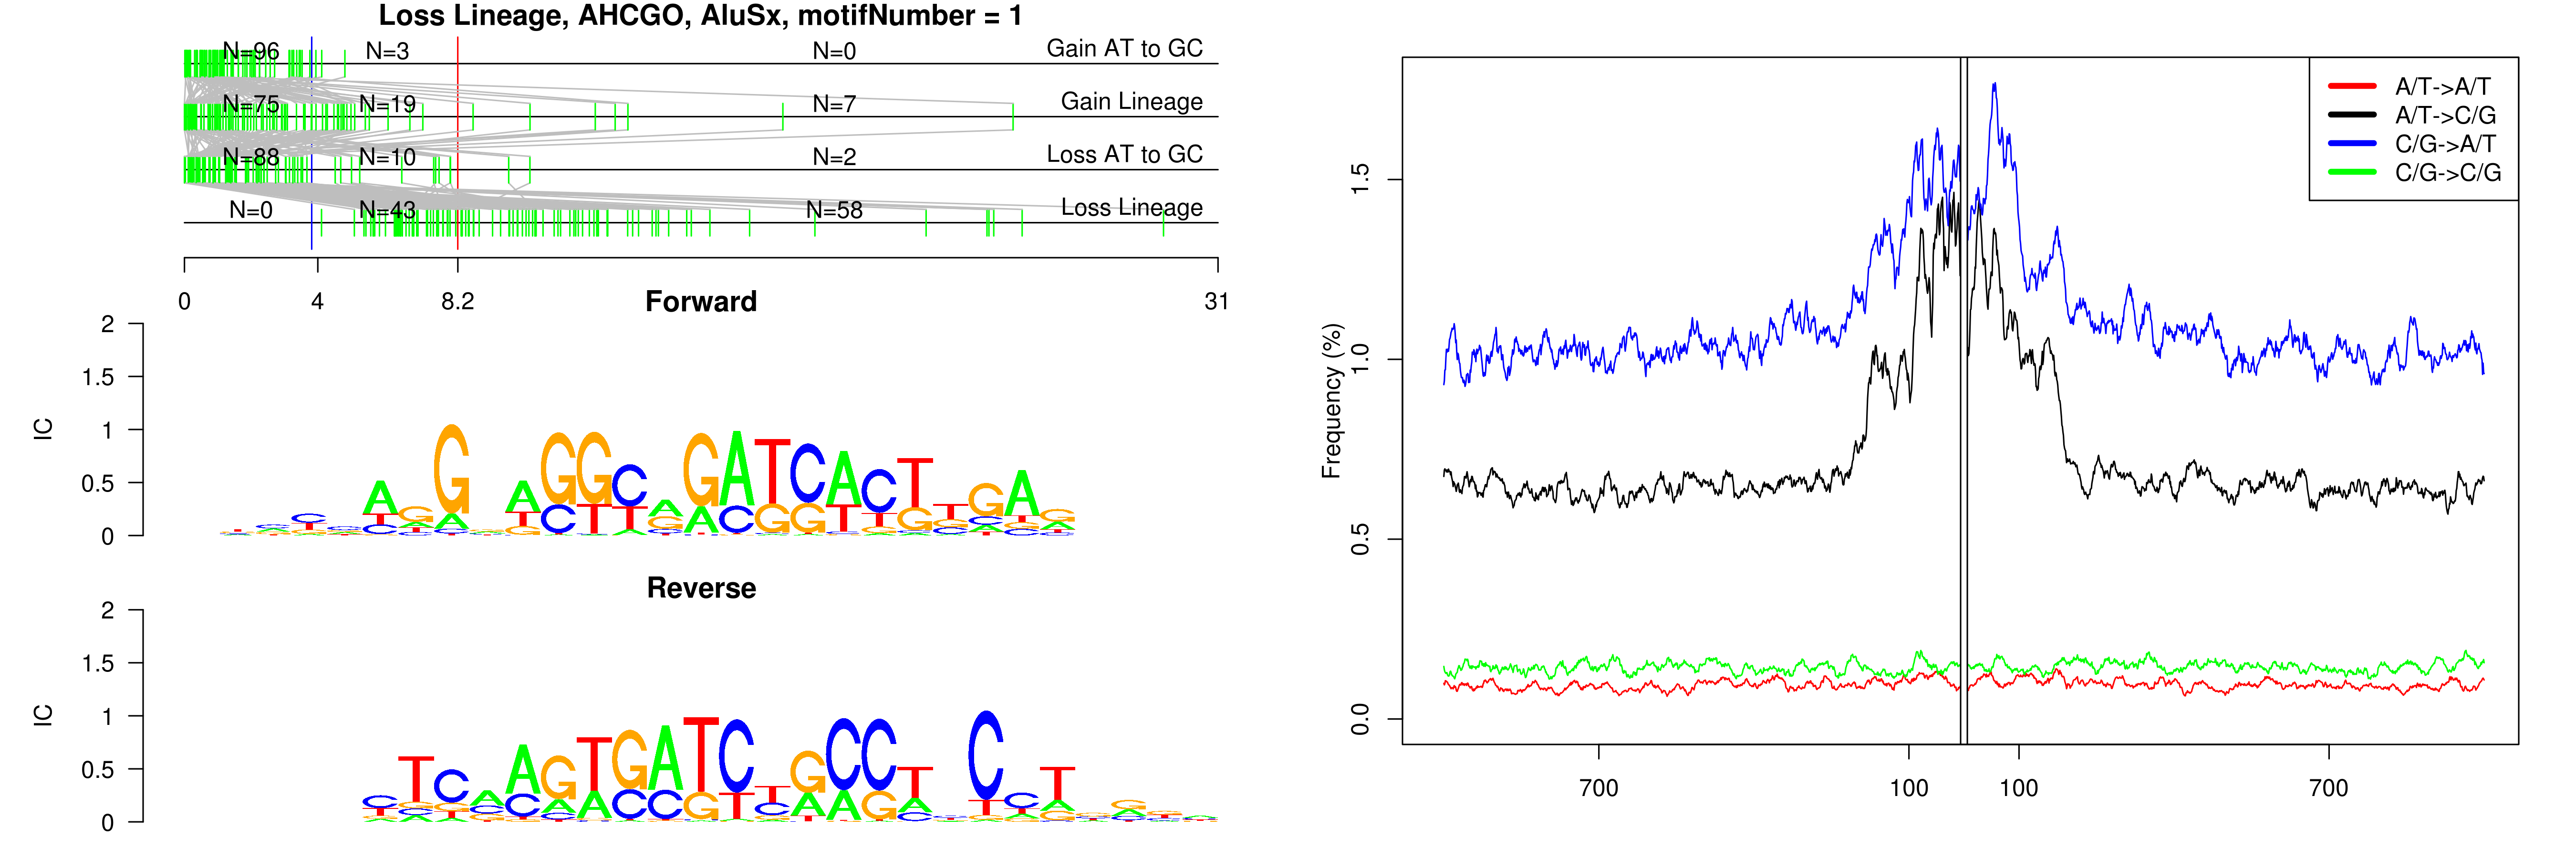 Loss Lineage, AHCGO, AluSx, motifNumber = 1
N=96 N=3 N=0 Gain AT to GC
N=75 N=19 N=7 Gain Lineage
N=88 N=10 N=2 Loss AT to GC
N=0 N=43 N=58 Loss Lineage
0 4 8.2 31
Forward
2
1.5
1
0.5
0
IC
Reverse
2
1.5
1
0.5
0
IC
A/T->A/T
A/T->C/G
C/G->A/T
C/G->C/G
Frequency (%)
1.5
1.0
0.5
0.0
700 100 100 700